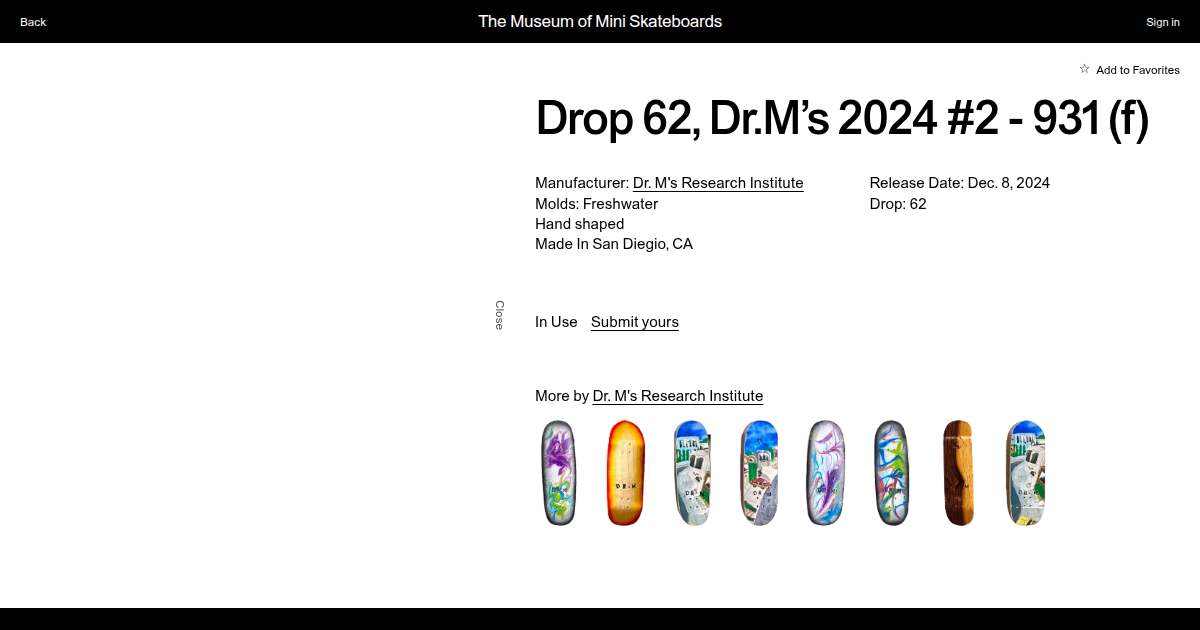 Back
The Museum of Mini Skateboards
Sign in
☆ Add to Favorites
Drop 62, Dr.M’s 2024 #2 - 931 (f)
Manufacturer: Dr. M's Research Institute
Molds: Freshwater
Hand shaped
Made In San Diegio, CA
Release Date: Dec. 8, 2024
Drop: 62
Close
In Use Submit yours
More by Dr. M's Research Institute